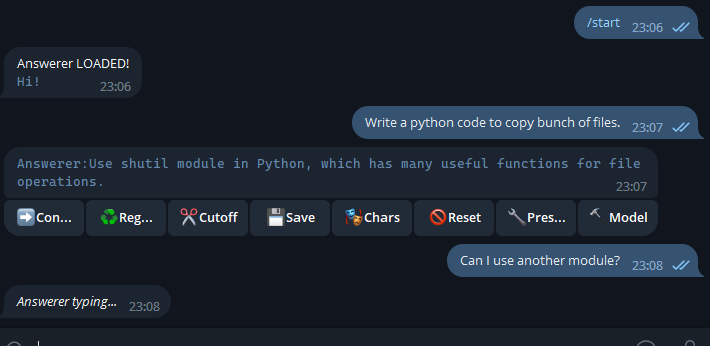 /start 23:06
Answerer LOADED!
Hi! 23:06
Write a python code to copy bunch of files. 23:07
Answerer:Use shutil module in Python, which has many useful functions for file
operations.
23:07
Con... Reg... Cutoff Save Chars Reset Pres... Model
Can I use another module? 23:08
Answerer typing... 23:08